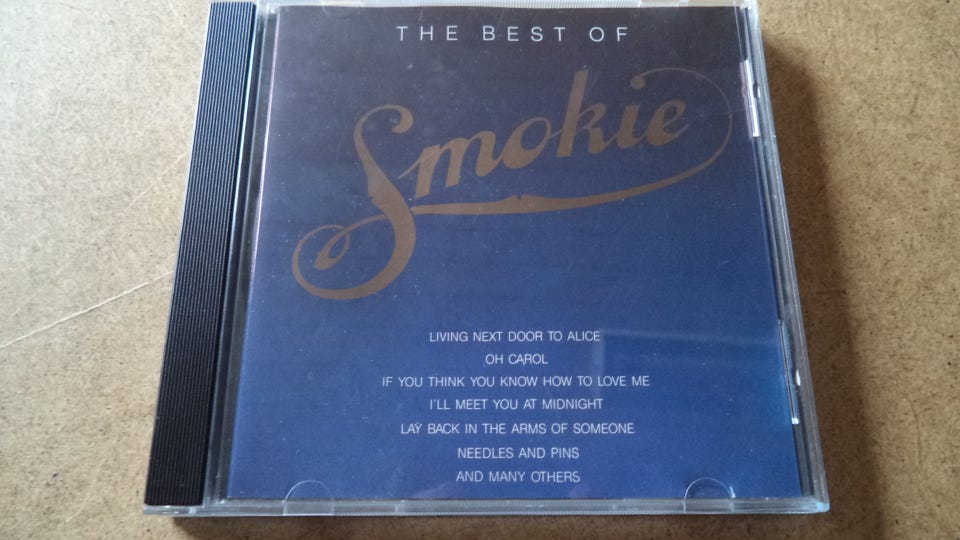 THE BEST OF
Smokie
LIVING NEXT DOOR TO ALICE
OH CAROL
IF YOU THINK YOU KNOW HOW TO LOVE ME
I'LL MEET YOU AT MIDNIGHT
LAY BACK IN THE ARMS OF SOMEONE
NEEDLES AND PINS
AND MANY OTHERS